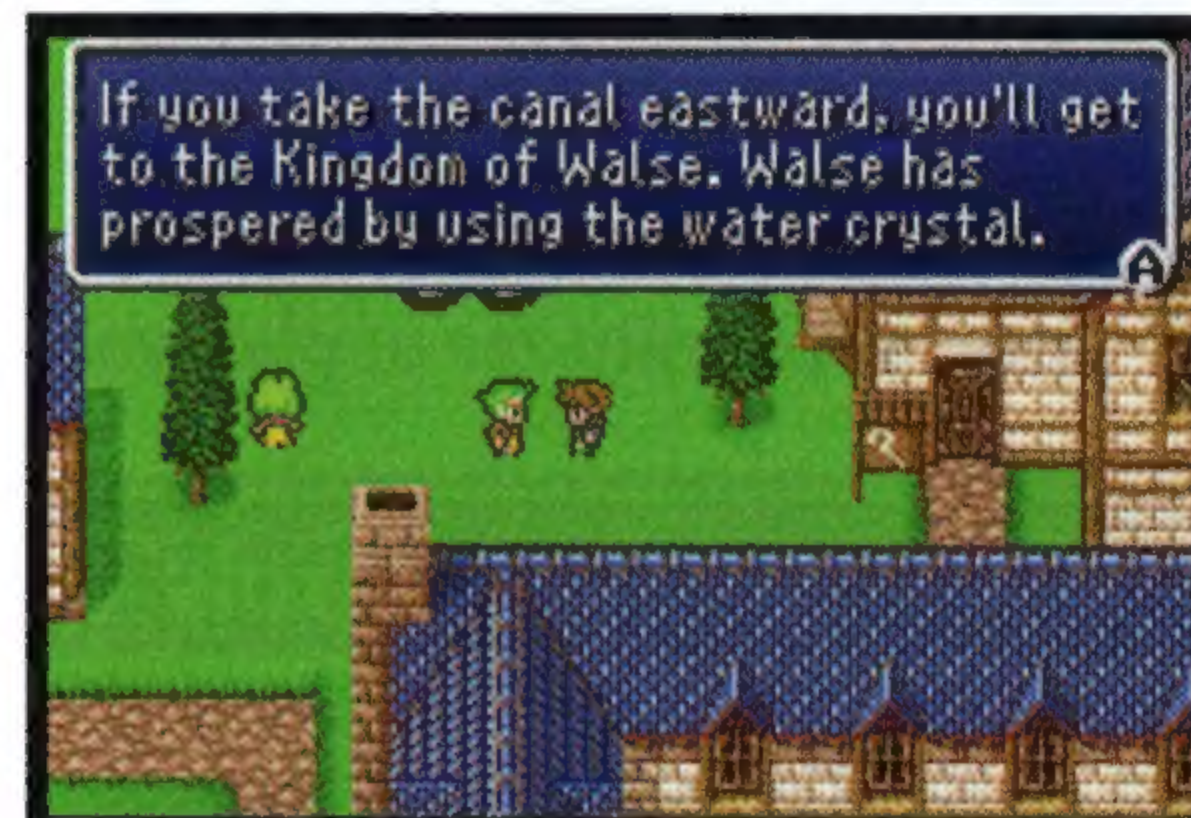 If you take the canal eastward, you'll get
to the Kingdom of Walse. Walse has
prospered by using the water crystal.
A